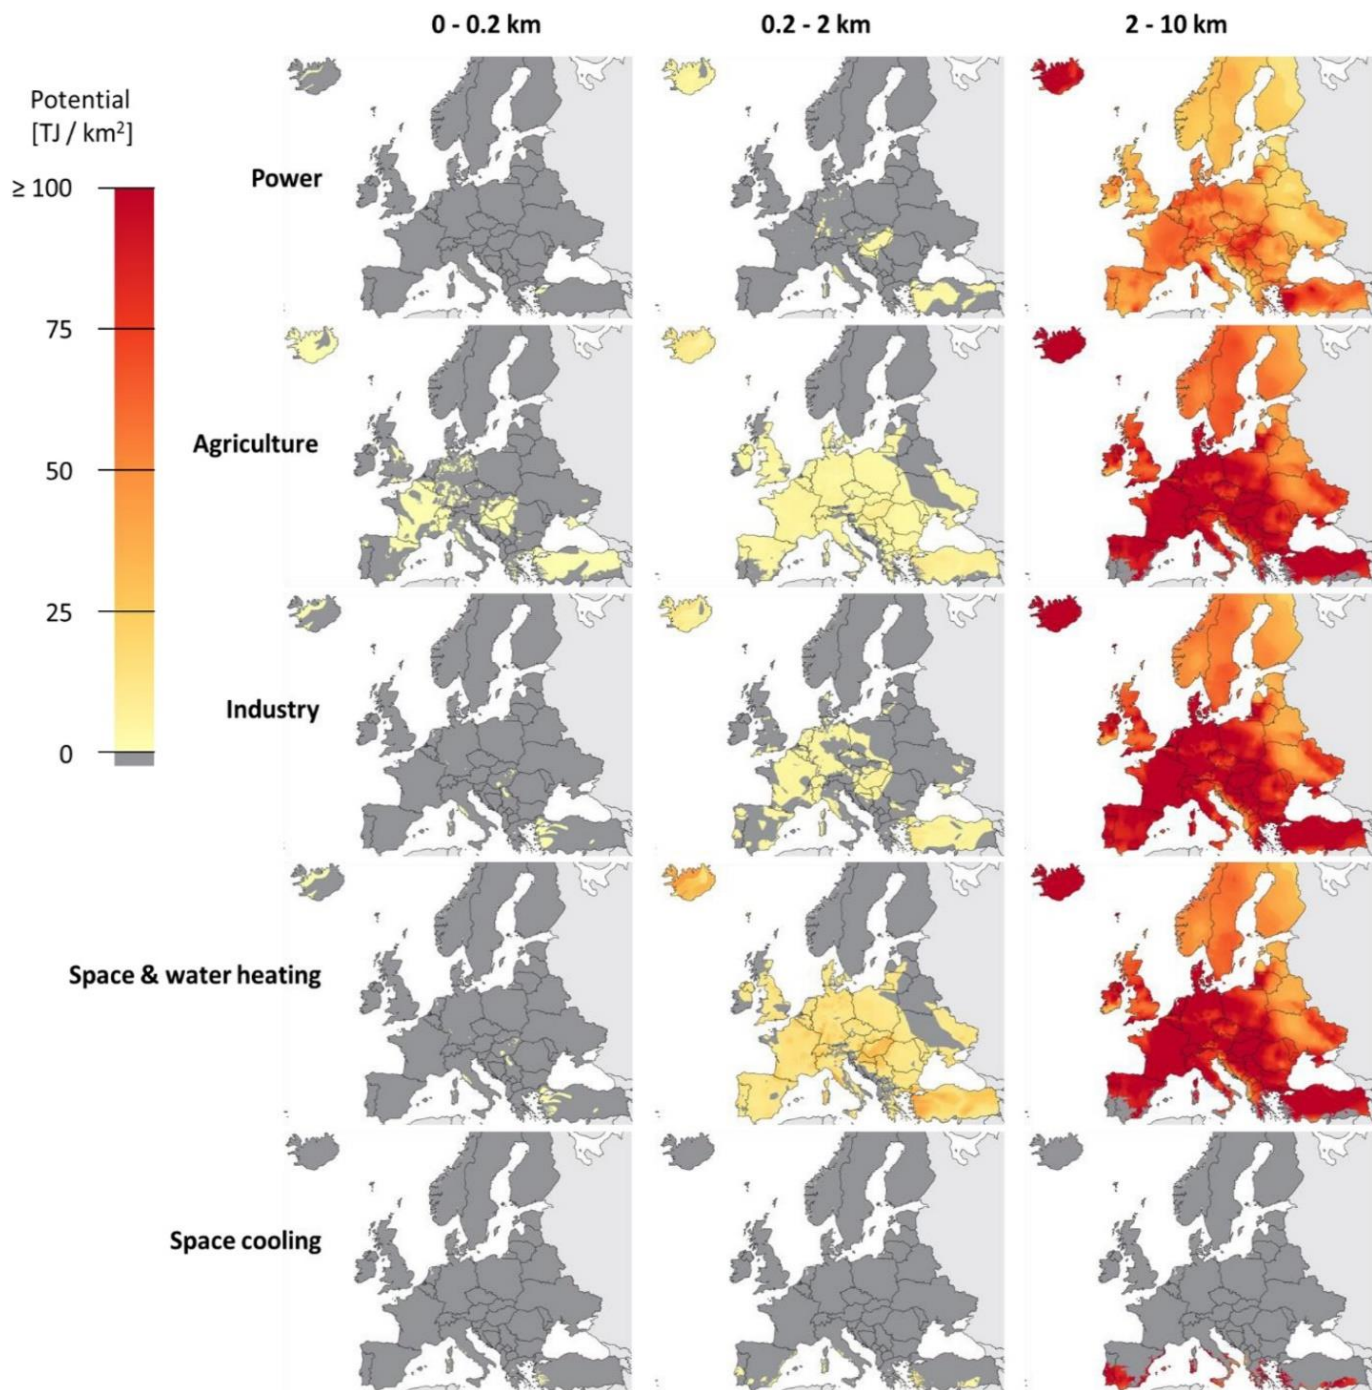 0 - 0.2 km
0.2 - 2 km
2 - 10 km
Potential
[TJ / km²]
≥ 100
75
50
25
0
Power
Agriculture
Industry
Space & water heating
Space cooling